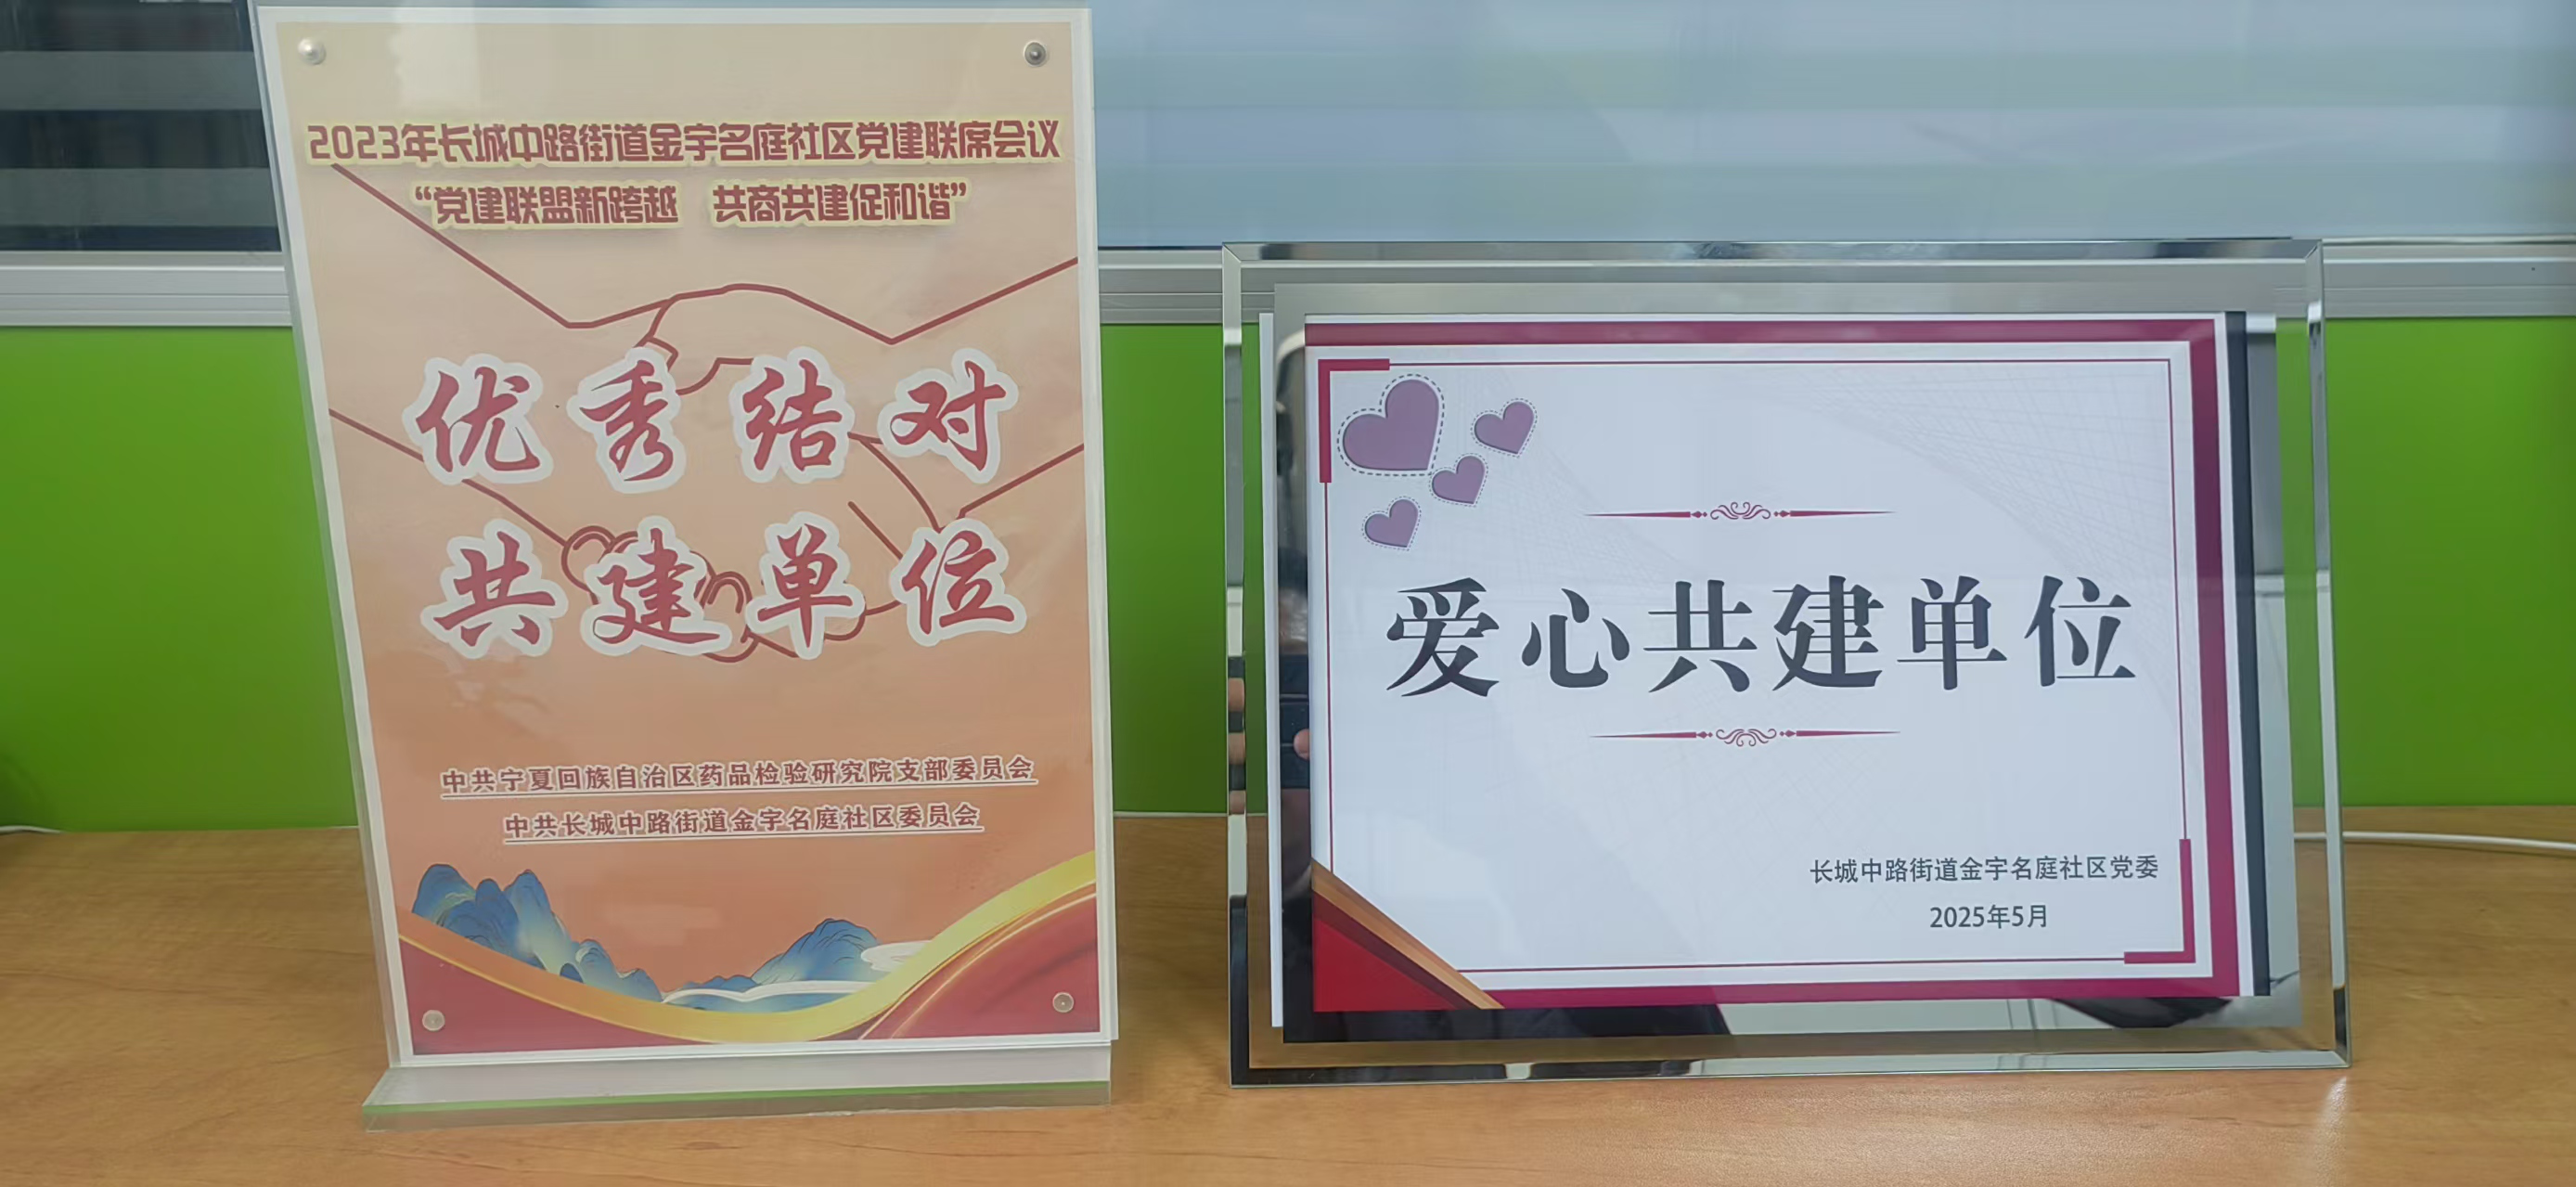 2023年长城中路街道金宇名庭社区党建联席会议
“党建联盟新跨越 共商共建促和谐”
优秀结对
共建单位
中共宁夏回族自治区药品检验研究院支部委员会
中共长城中路街道金宇名庭社区委员会
爱心共建单位
长城中路街道金宇名庭社区党委
2025年5月